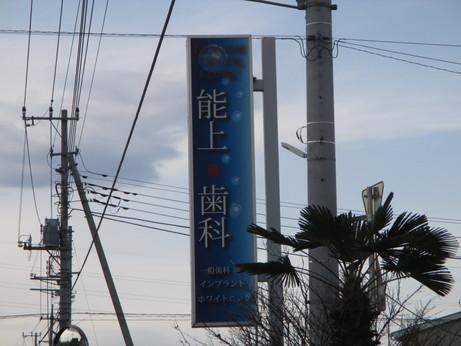 能上歯科
一般歯科
インプラント
ホワイトニング